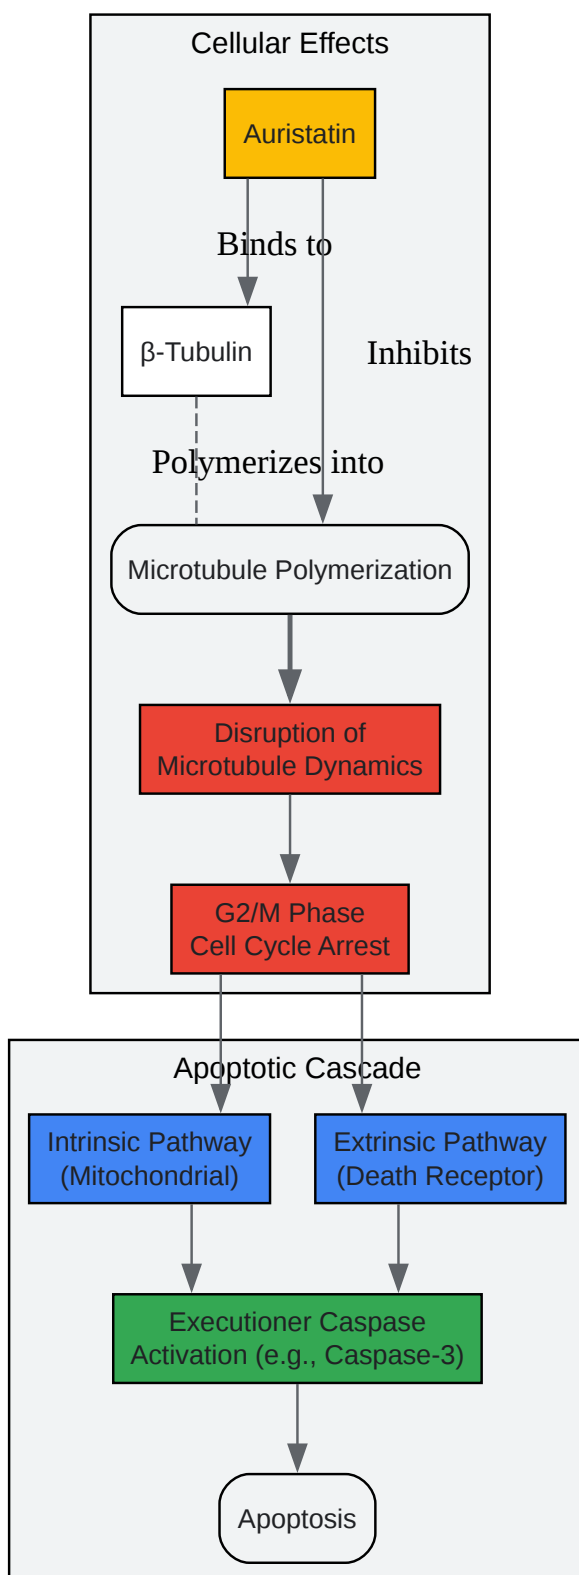 Cellular Effects
Auristatin
Binds to
β-Tubulin
Inhibits
Polymerizes into
Microtubule Polymerization
Disruption of
Microtubule Dynamics
G2/M Phase
Cell Cycle Arrest
Apoptotic Cascade
Intrinsic Pathway
(Mitochondrial)
Extrinsic Pathway
(Death Receptor)
Executioner Caspase
Activation (e.g., Caspase-3)
Apoptosis